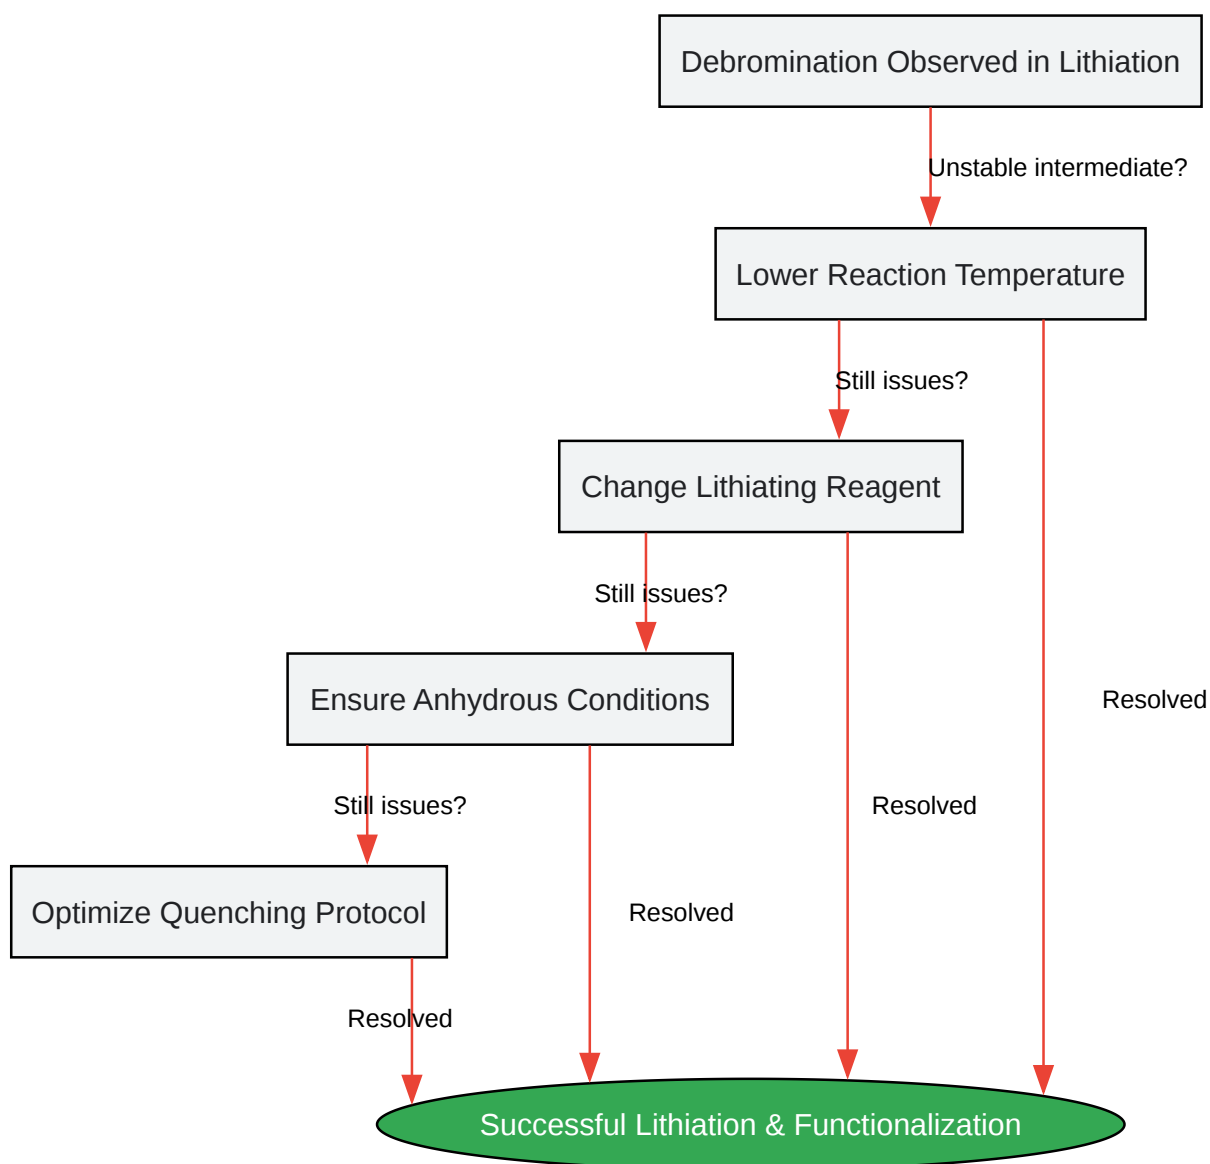 Debromination Observed in Lithiation
Unstable intermediate?
Lower Reaction Temperature
Still issues?
Change Lithiating Reagent
Still issues?
Ensure Anhydrous Conditions
Resolved
Still issues?
Resolved
Optimize Quenching Protocol
Resolved
Resolved
Successful Lithiation & Functionalization